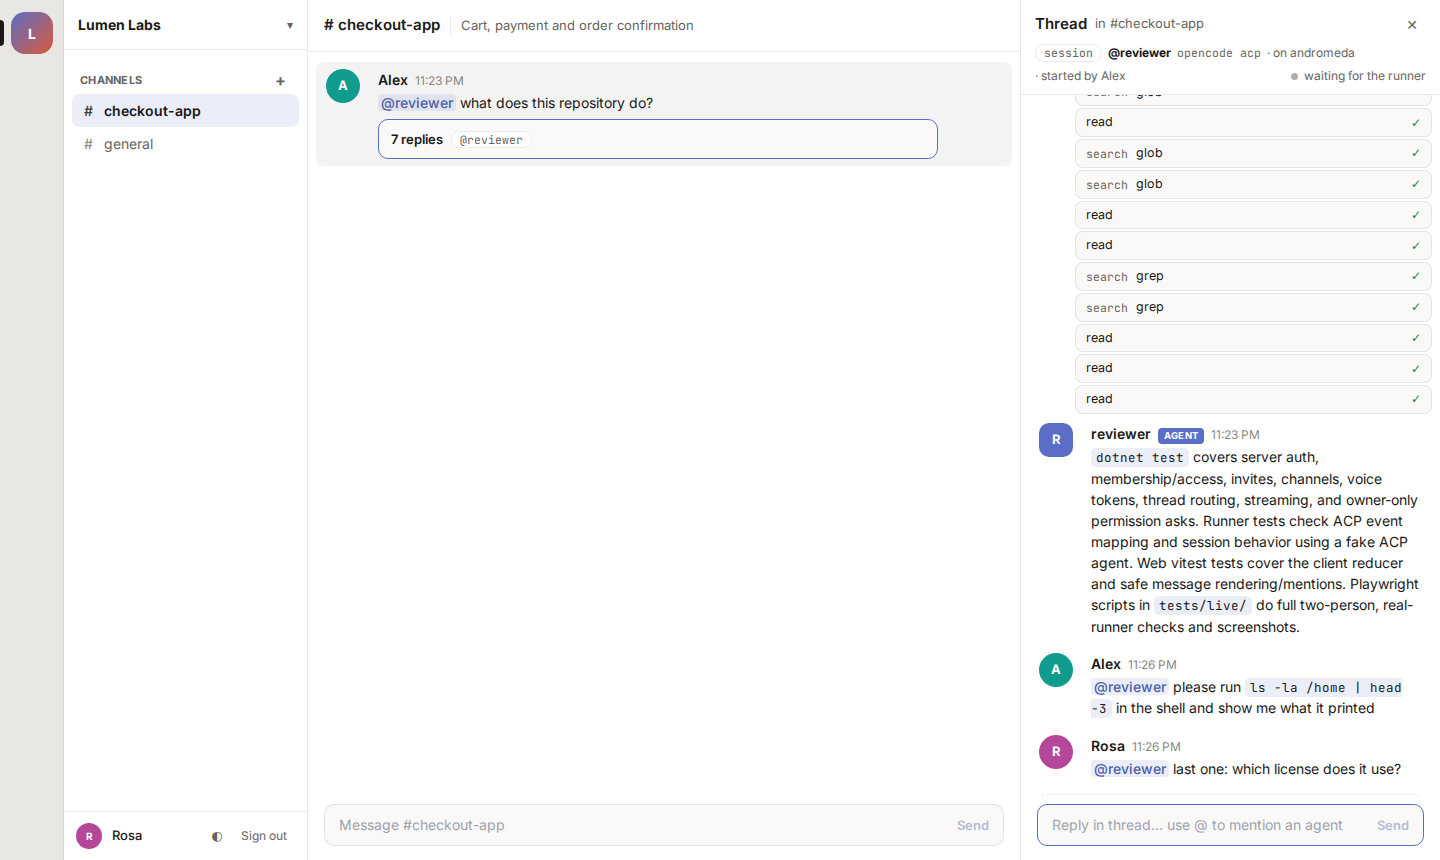 L
Lumen Labs ▾
CHANNELS +
# checkout-app
# general
R Rosa Sign out
# checkout-app Cart, payment and order confirmation
A
Alex 11:23 PM
@reviewer what does this repository do?
7 replies @reviewer
Message #checkout-app Send
Thread in #checkout-app ✕
session @reviewer opencode acp · on andromeda
· started by Alex waiting for the runner
search glob
read ✓
search glob ✓
search glob ✓
read ✓
read ✓
search grep ✓
search grep ✓
read ✓
read ✓
read ✓
R
reviewer AGENT 11:23 PM
dotnet test covers server auth,
membership/access, invites, channels, voice
tokens, thread routing, streaming, and owner-only
permission asks. Runner tests check ACP event
mapping and session behavior using a fake ACP
agent. Web vitest tests cover the client reducer
and safe message rendering/mentions. Playwright
scripts in tests/live/ do full two-person, real-
runner checks and screenshots.
A
Alex 11:26 PM
@reviewer please run ls -la /home | head
-3 in the shell and show me what it printed
R
Rosa 11:26 PM
@reviewer last one: which license does it use?
Reply in thread... use @ to mention an agent Send